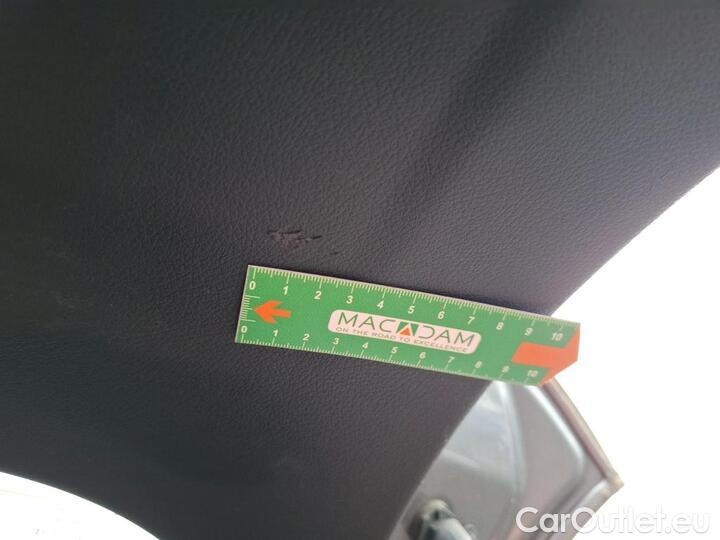 0 1 2 3 4 5 6 7 8 9 10
MACADAM
ON THE ROAD TO EXCELLENCE
0 1 2 3 4 5 6 7 8 9 10
CarOutlet.eu